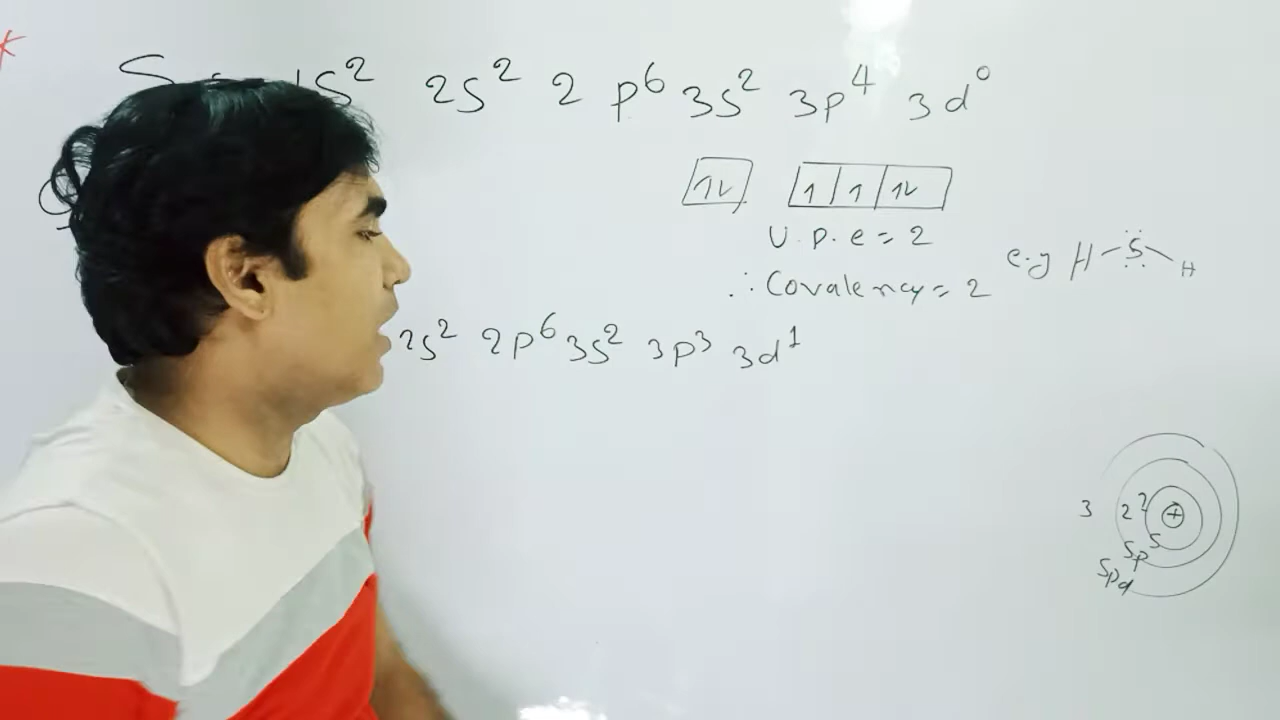 S 1s² 2s² 2p⁶ 3s² 3p⁴ 3d⁰
1↓ 1 1 1↓
U.p.e = 2
∴ Covalency = 2
e.g H-S-H
2s² 2p⁶ 3s² 3p³ 3d¹
3 2 +
s
sp
spd